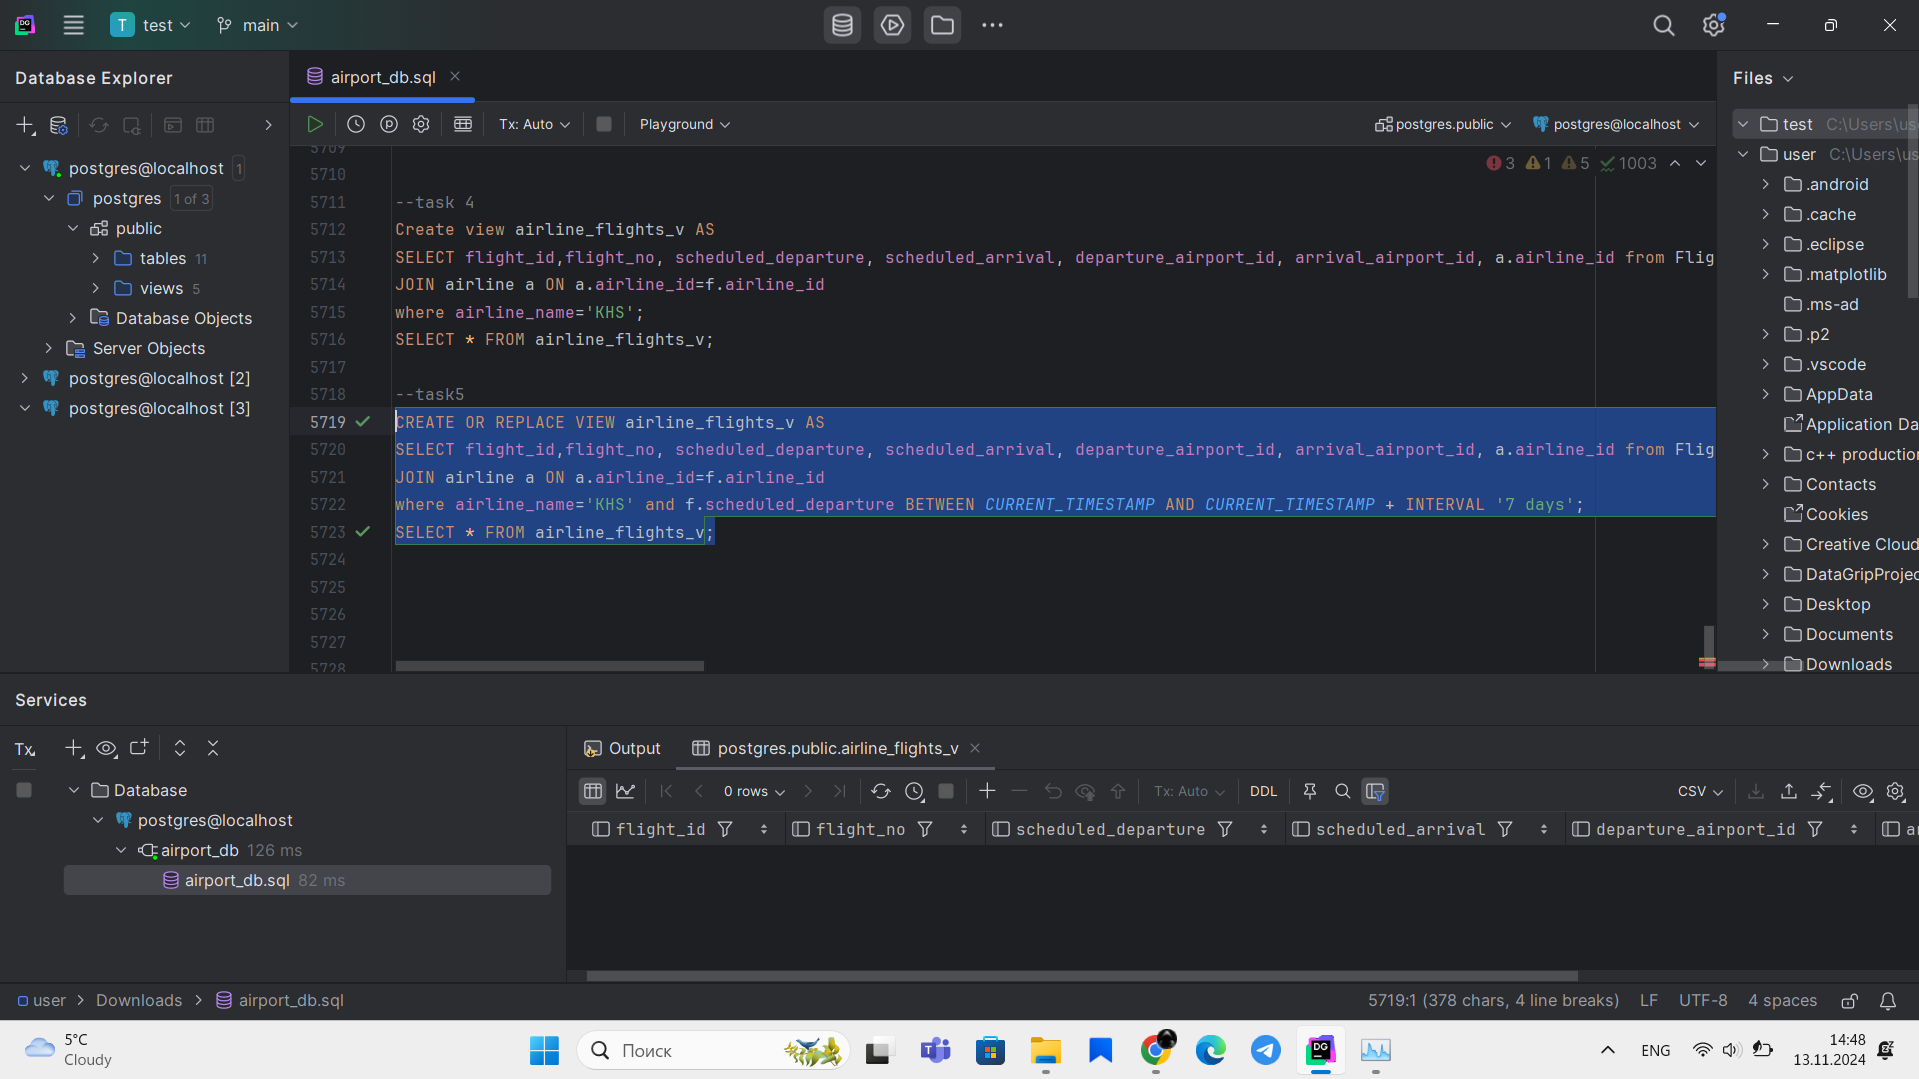 DG
T test main
Database Explorer
airport_db.sql
Files
Tx: Auto
Playground
postgres.public
postgres@localhost
postgres@localhost 1
postgres 1 of 3
public
tables 11
views 5
Database Objects
Server Objects
postgres@localhost [2]
postgres@localhost [3]
3 1 5 1003
5709
5710
5711 --task 4
5712 Create view airline_flights_v AS
5713 SELECT flight_id,flight_no, scheduled_departure, scheduled_arrival, departure_airport_id, arrival_airport_id, a.airline_id from Flig
5714 JOIN airline a ON a.airline_id=f.airline_id
5715 where airline_name='KHS';
5716 SELECT * FROM airline_flights_v;
5717
5718 --task5
5719 CREATE OR REPLACE VIEW airline_flights_v AS
5720 SELECT flight_id,flight_no, scheduled_departure, scheduled_arrival, departure_airport_id, arrival_airport_id, a.airline_id from Flig
5721 JOIN airline a ON a.airline_id=f.airline_id
5722 where airline_name='KHS' and f.scheduled_departure BETWEEN CURRENT_TIMESTAMP AND CURRENT_TIMESTAMP + INTERVAL '7 days';
5723 SELECT * FROM airline_flights_v;
5724
5725
5726
5727
5728
test C:\Users\us
user C:\Users\us
.android
.cache
.eclipse
.matplotlib
.ms-ad
.p2
.vscode
AppData
Application Da
c++ production
Contacts
Cookies
Creative Cloud
DataGripProjec
Desktop
Documents
Downloads
Services
Tx
Database
postgres@localhost
airport_db 126 ms
airport_db.sql 82 ms
Output
postgres.public.airline_flights_v
0 rows
Tx: Auto
DDL
CSV
flight_id flight_no scheduled_departure scheduled_arrival departure_airport_id a
user > Downloads > airport_db.sql
5719:1 (378 chars, 4 line breaks) LF UTF-8 4 spaces
5°C
Cloudy
Поиск
DG
ENG
14:48
13.11.2024